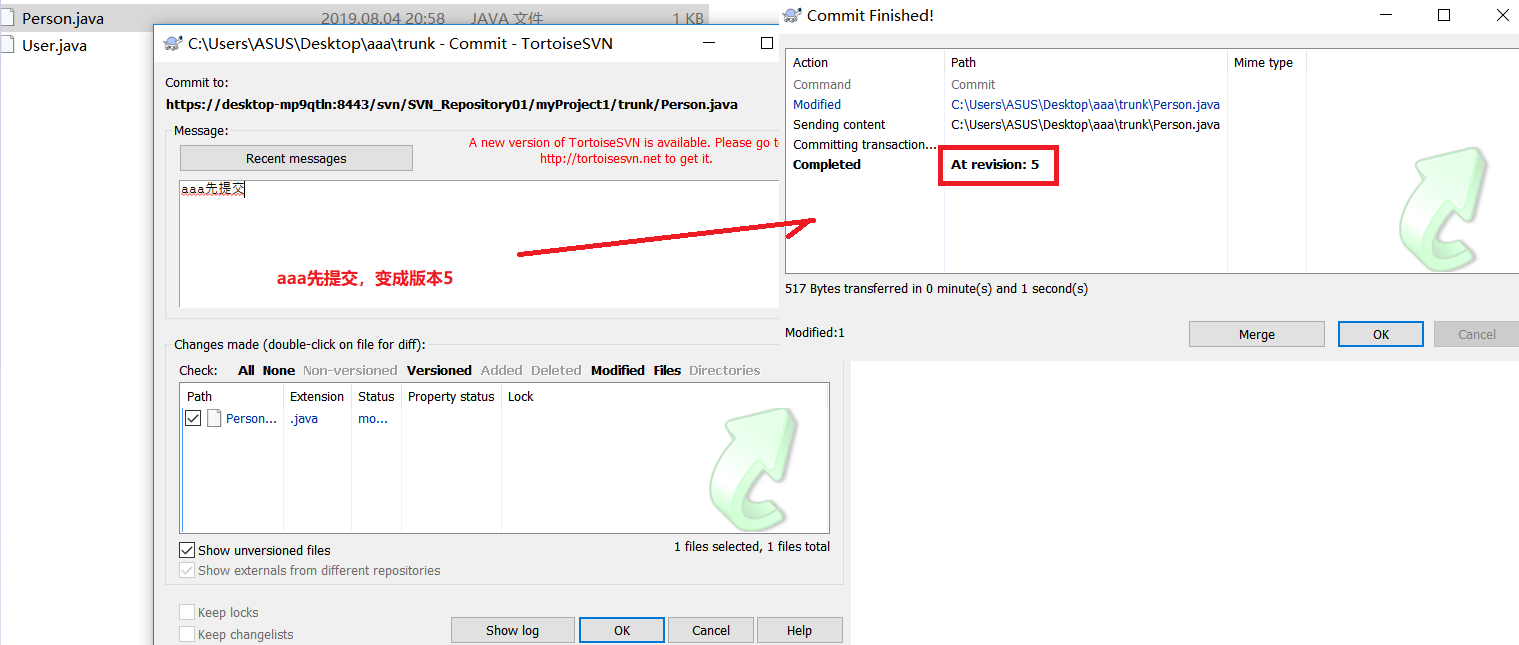 Person.java 2019.08.04 20:58 JAVA 文件 1 KB
User.java
C:\Users\ASUS\Desktop\aaa\trunk - Commit - TortoiseSVN
Commit to:
https://desktop-mp9qtln:8443/svn/SVN_Repository01/myProject1/trunk/Person.java
Message:
A new version of TortoiseSVN is available. Please go t
http://tortoisesvn.net to get it.
Recent messages
aaa先提交
aaa先提交，变成版本5
Changes made (double-click on file for diff):
Check: All None Non-versioned Versioned Added Deleted Modified Files Directories
Path Extension Status Property status Lock
Person... .java mo...
Show unversioned files
1 files selected, 1 files total
Show externals from different repositories
Keep locks
Keep changelists
Show log OK Cancel Help
Commit Finished!
Action Path Mime type
Command Commit
Modified C:\Users\ASUS\Desktop\aaa\trunk\Person.java
Sending content C:\Users\ASUS\Desktop\aaa\trunk\Person.java
Committing transaction...
Completed At revision: 5
517 Bytes transferred in 0 minute(s) and 1 second(s)
Modified:1
Merge OK Cancel